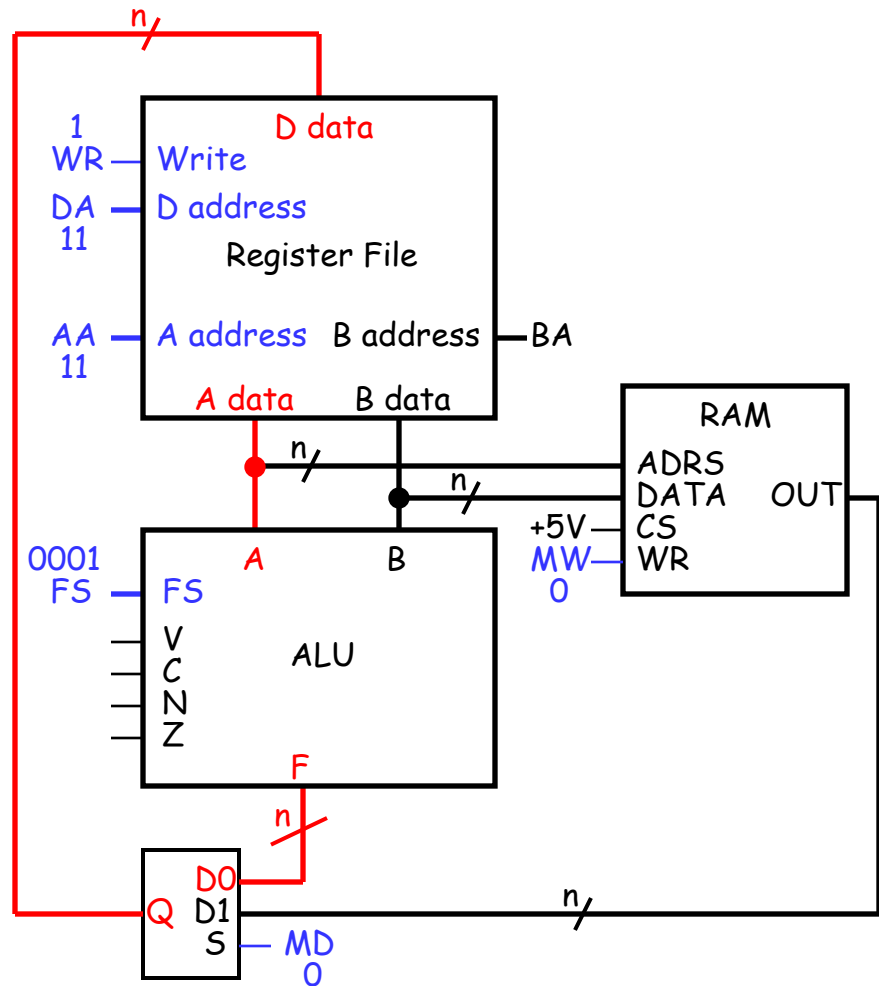 n
D data
1
WR Write
DA D address
11
Register File
AA A address B address BA
11
A data B data
RAM
n
ADRS
n
DATA OUT
+5V CS
MW WR
0
0001
A B
FS FS
V
ALU
C
N
Z
F
n
D0
n
Q D1
S MD
0